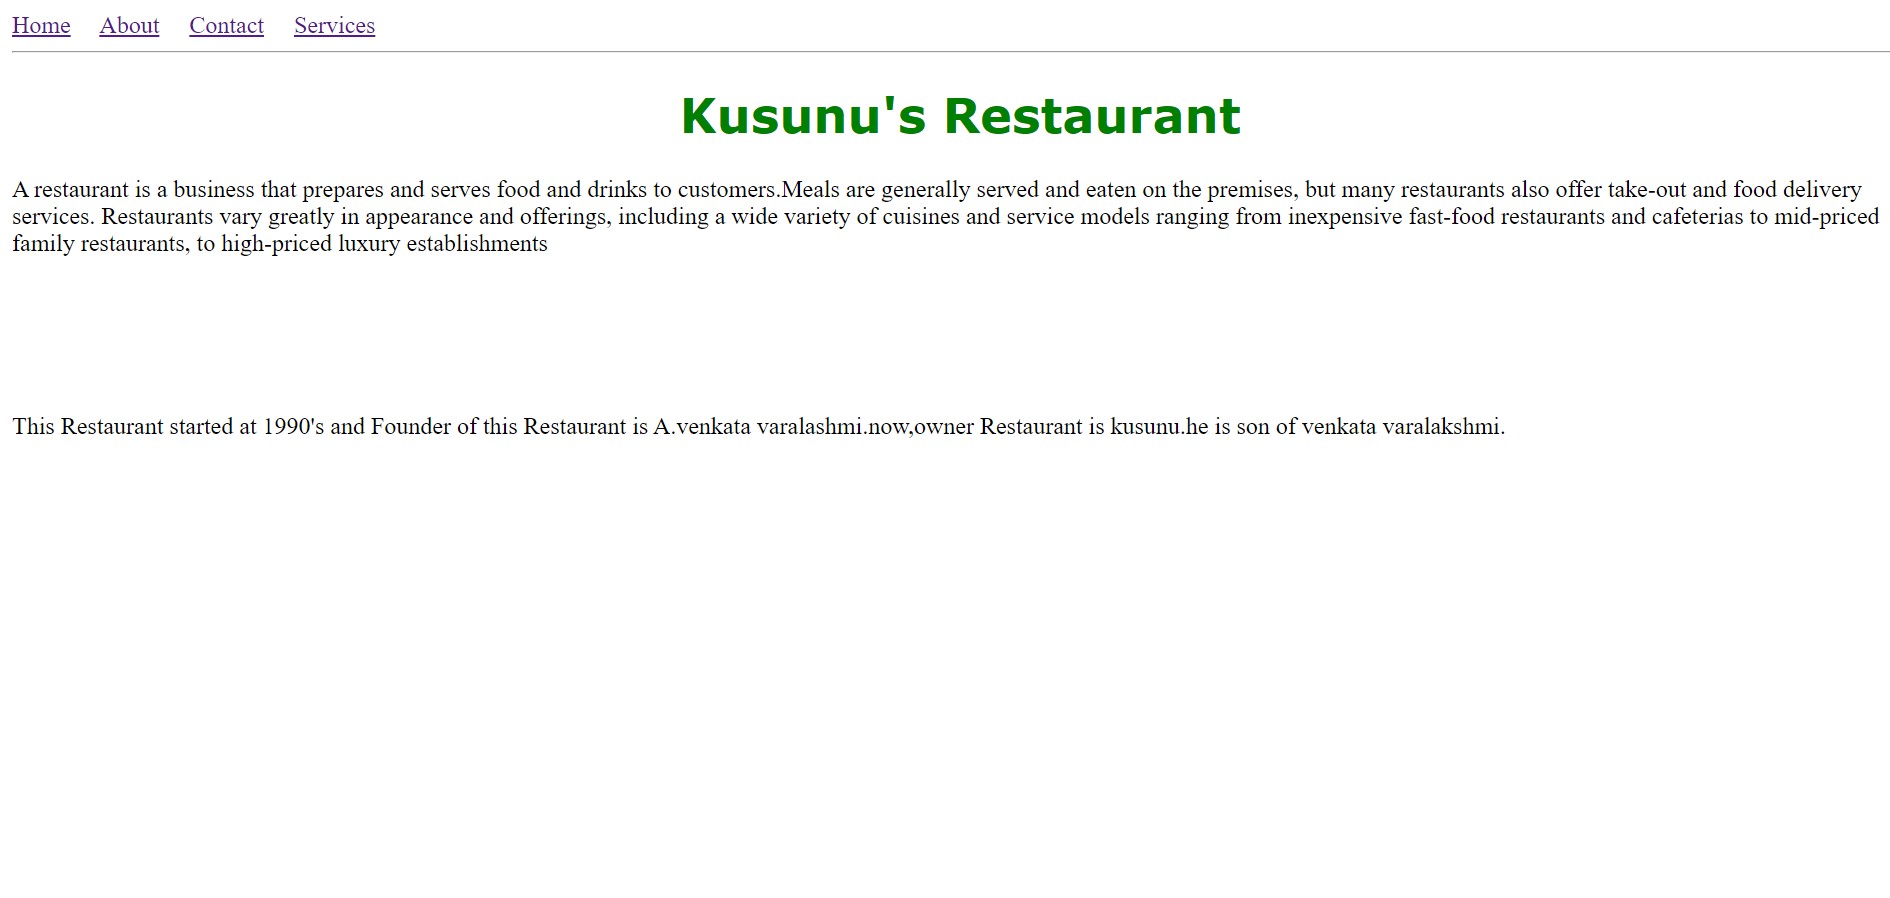 Home About Contact Services
Kusunu's Restaurant
A restaurant is a business that prepares and serves food and drinks to customers.Meals are generally served and eaten on the premises, but many restaurants also offer take-out and food delivery
services. Restaurants vary greatly in appearance and offerings, including a wide variety of cuisines and service models ranging from inexpensive fast-food restaurants and cafeterias to mid-priced
family restaurants, to high-priced luxury establishments
This Restaurant started at 1990's and Founder of this Restaurant is A.venkata varalashmi.now,owner Restaurant is kusunu.he is son of venkata varalakshmi.